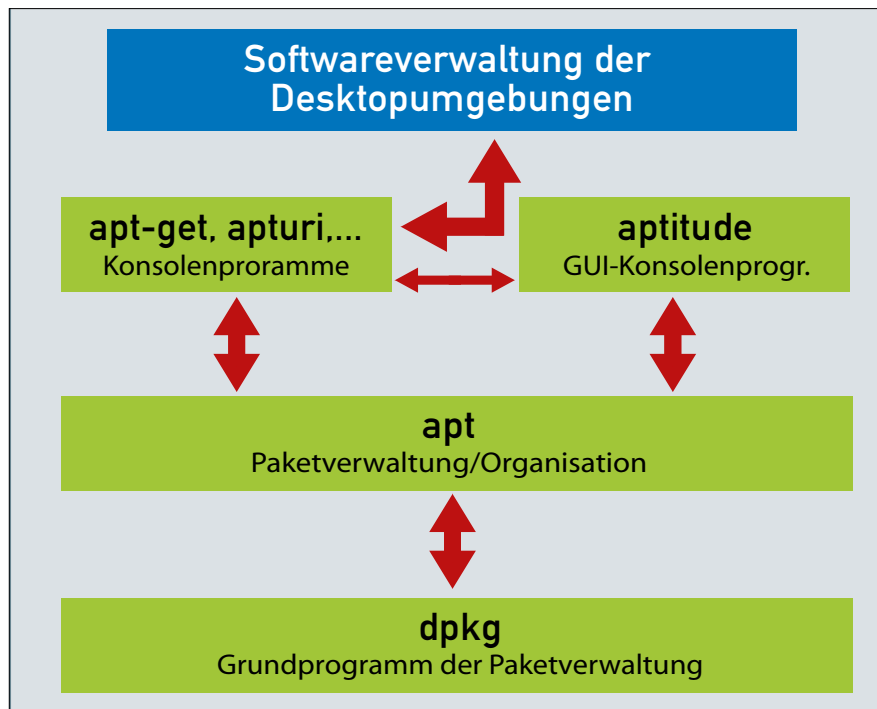 Softwareverwaltung der
Desktopumgebungen
apt-get, apturi,...
Konsolenproramme
aptitude
GUI-Konsolenprogr.
apt
Paketverwaltung/Organisation
dpkg
Grundprogramm der Paketverwaltung